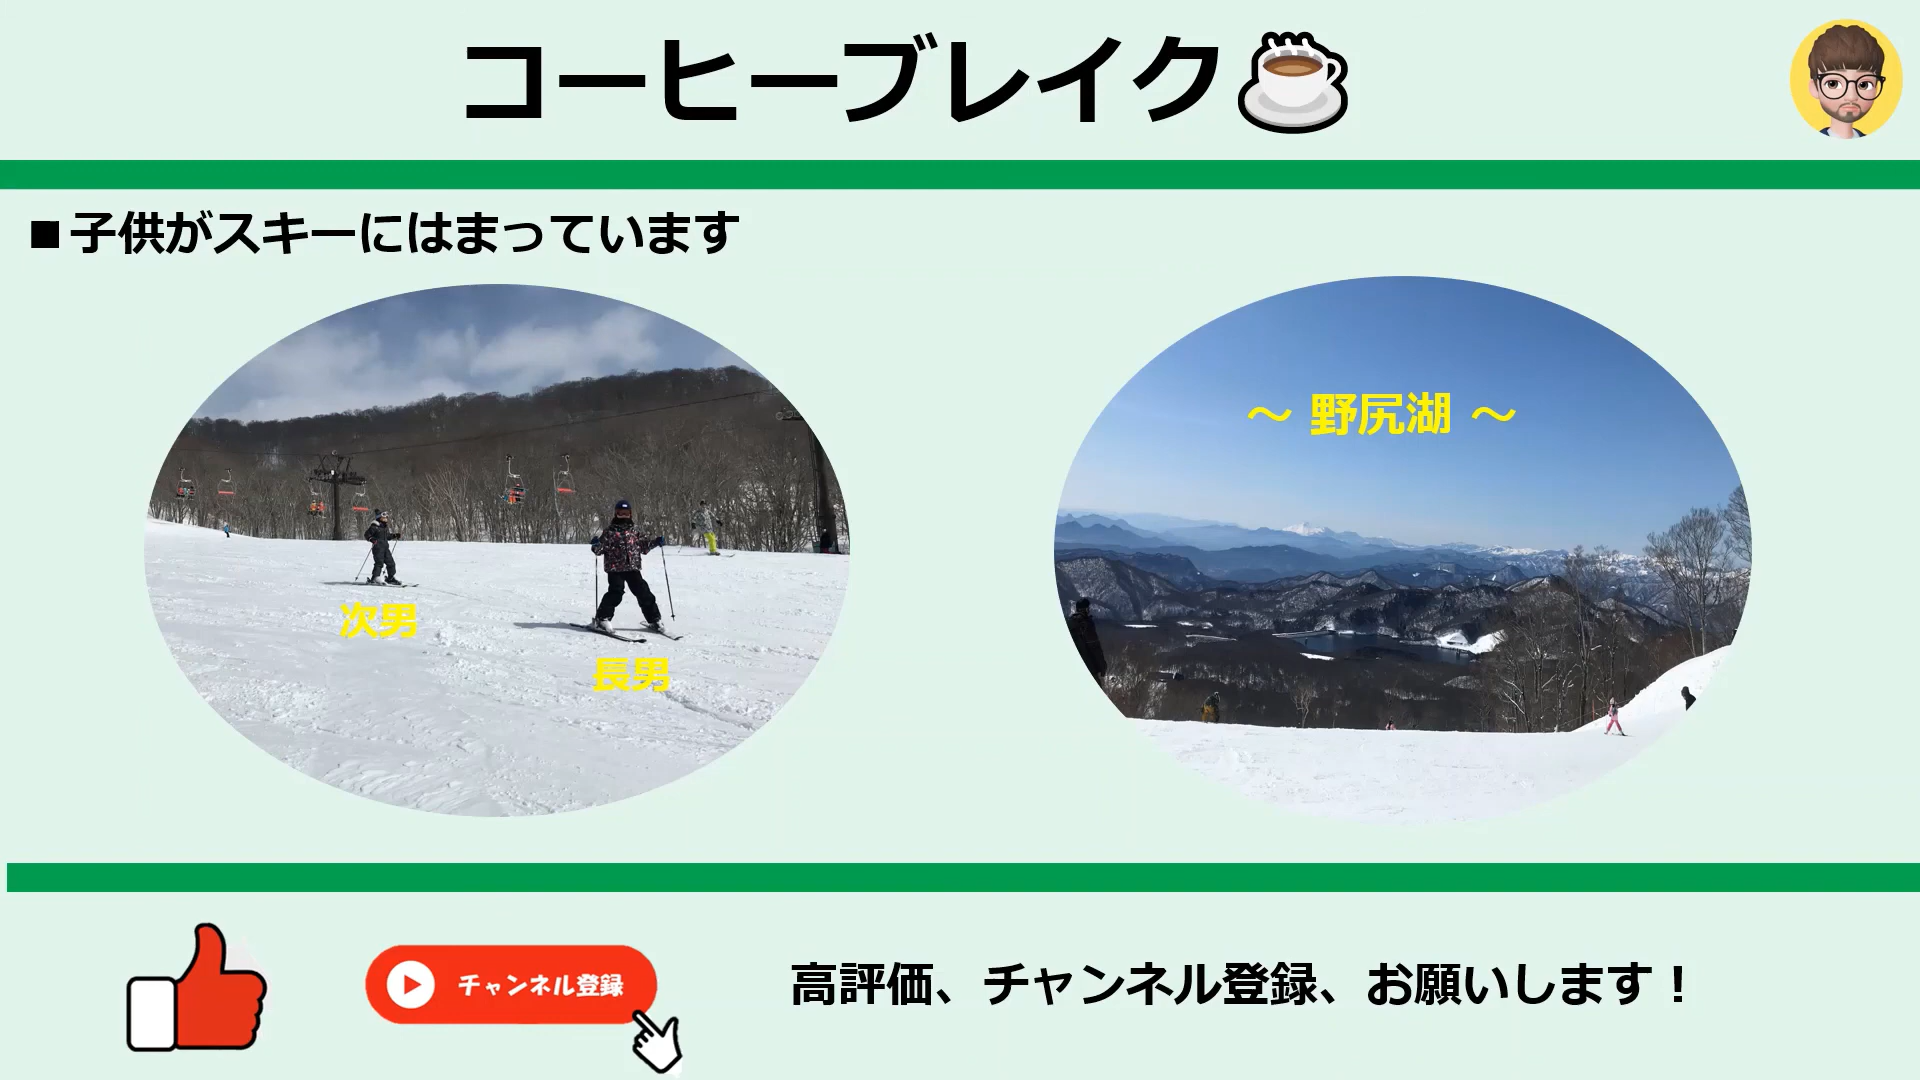 コーヒーブレイク
■子供がスキーにはまっています
～ 野尻湖 ～
次男
長男
チャンネル登録
高評価、チャンネル登録、お願いします！